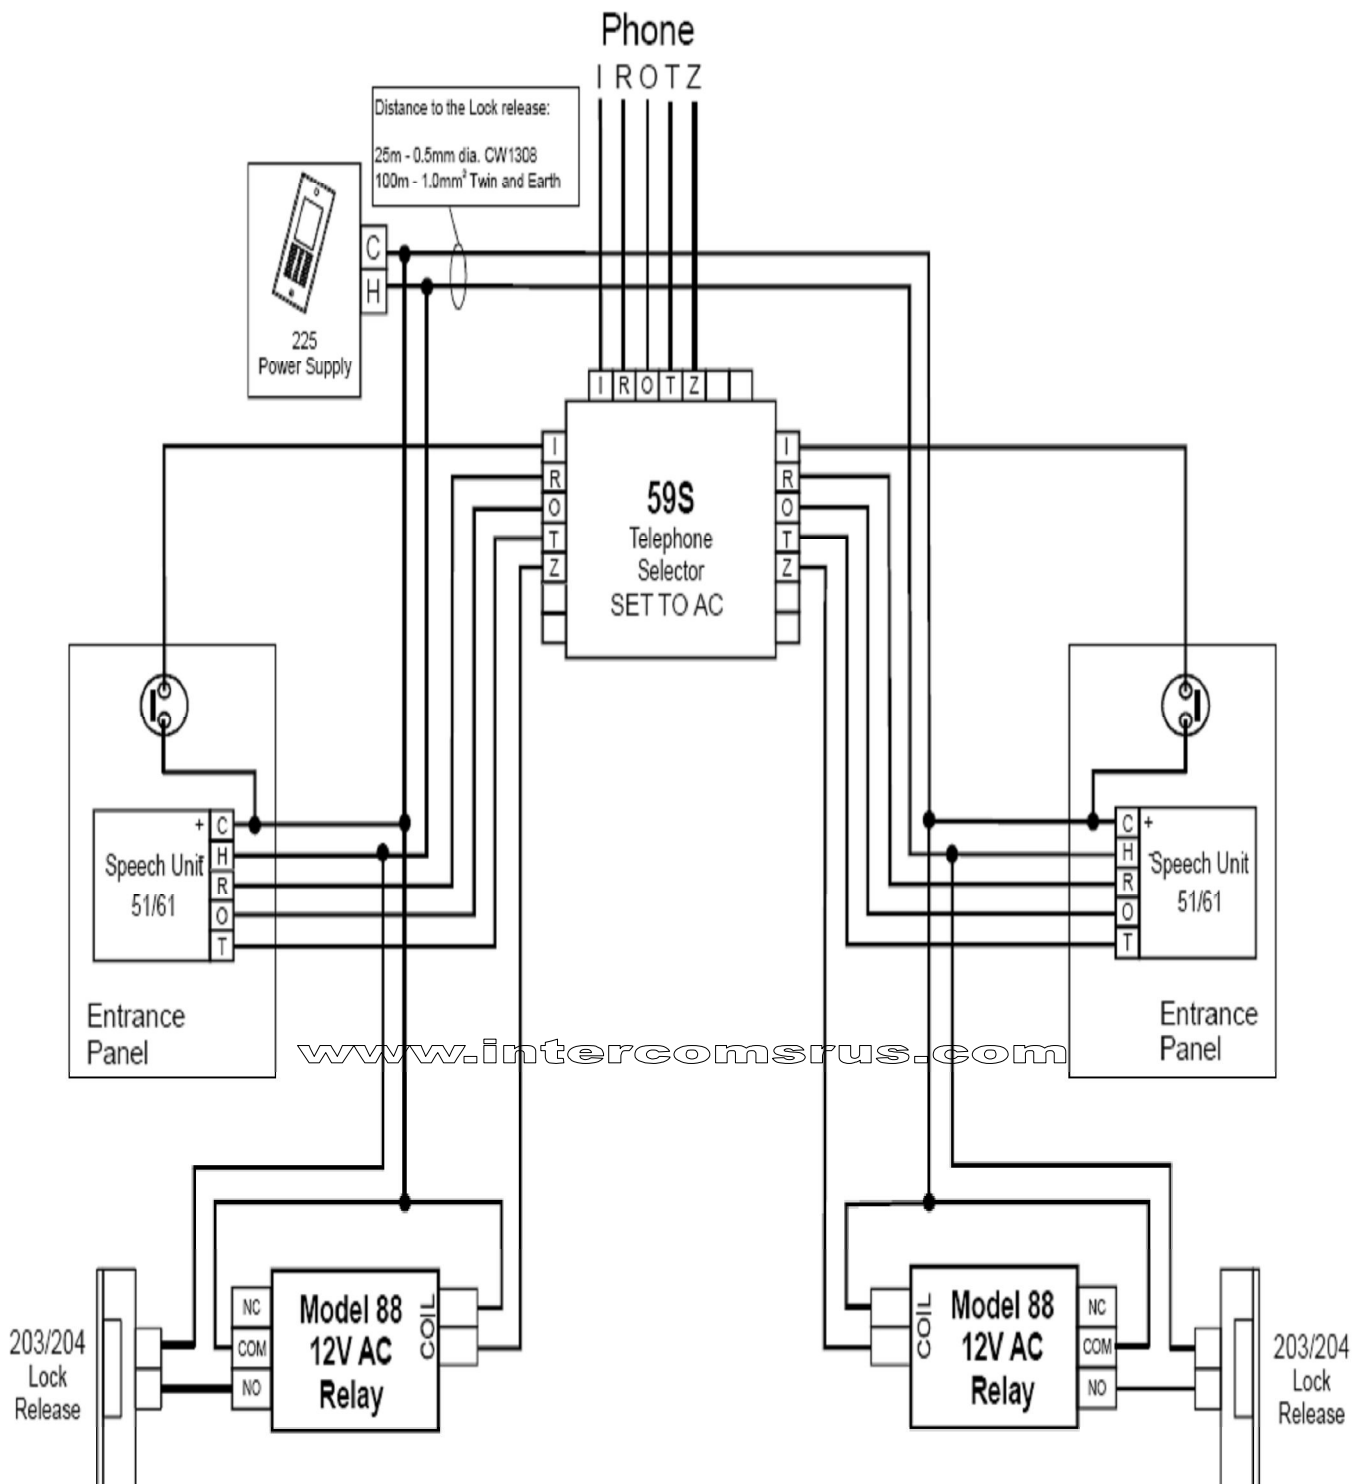 Phone
I R O T Z
Distance to the Lock release:
25m - 0.5mm dia. CW1308
100m - 1.0mm² Twin and Earth
C
H
225
Power Supply
I R O T Z
I
R
O
T
Z
59S
Telephone
Selector
SET TO AC
I
R
O
T
Z
+ C
H
R
O
T
Speech Unit
51/61
Entrance
Panel
C +
H -
R
O
T
Speech Unit
51/61
Entrance
Panel
www.intercomsrus.com
203/204
Lock
Release
NC
COM
NO
Model 88
12V AC
Relay
COIL
COIL
Model 88
12V AC
Relay
NC
COM
NO
203/204
Lock
Release